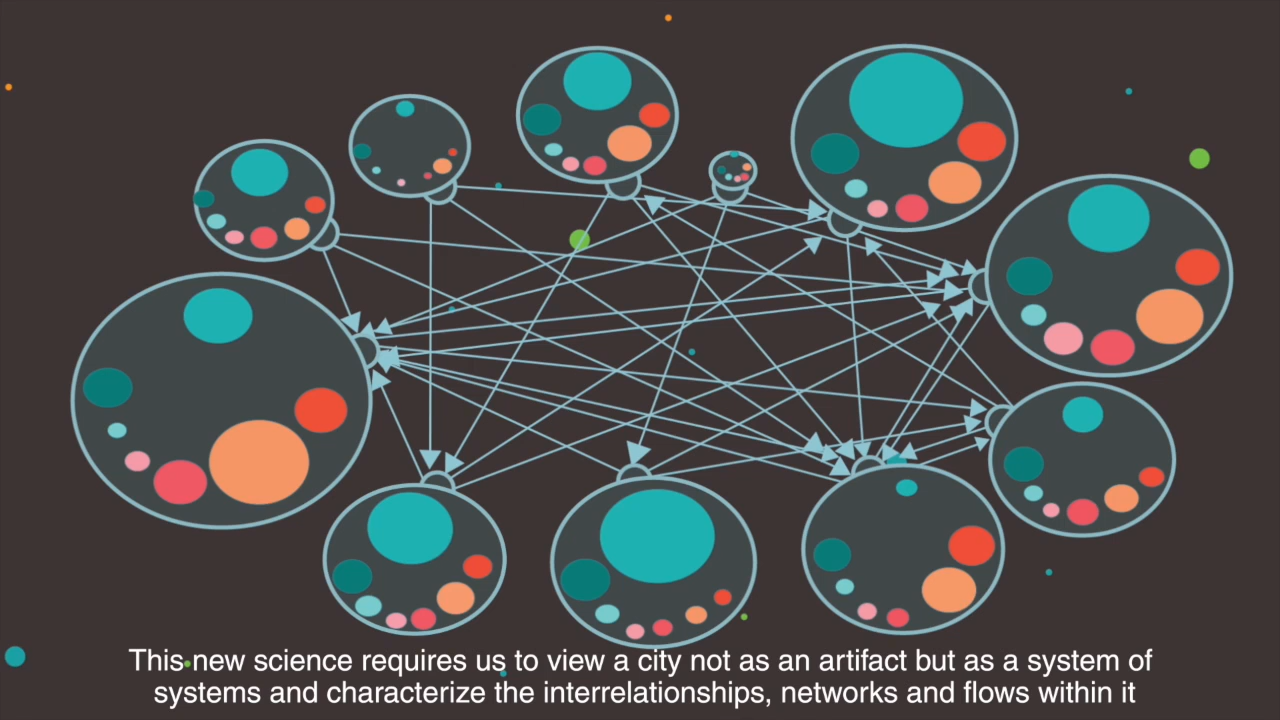 This new science requires us to view a city not as an artifact but as a system of
systems and characterize the interrelationships, networks and flows within it